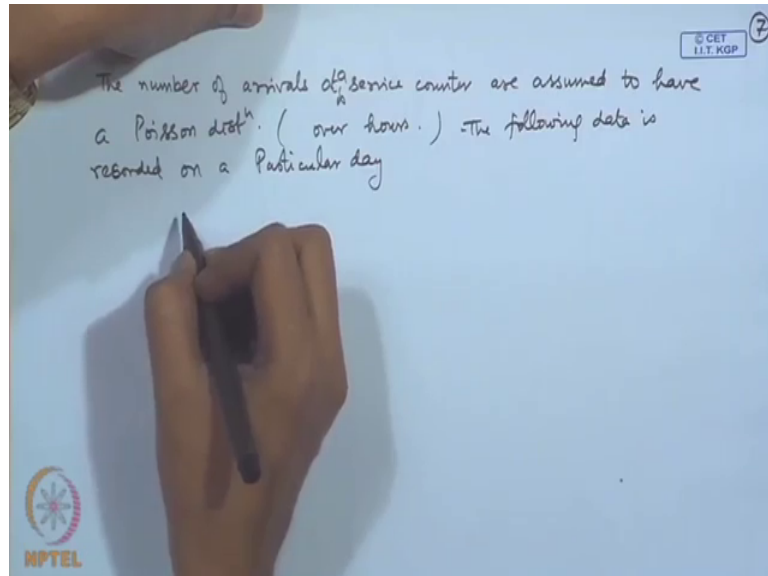 7
© CET
I.I.T. KGP
The number of arrivals at a service counter are assumed to have
a Poisson distⁿ. ( over hours. ) The following data is
recorded on a Particular day
NPTEL